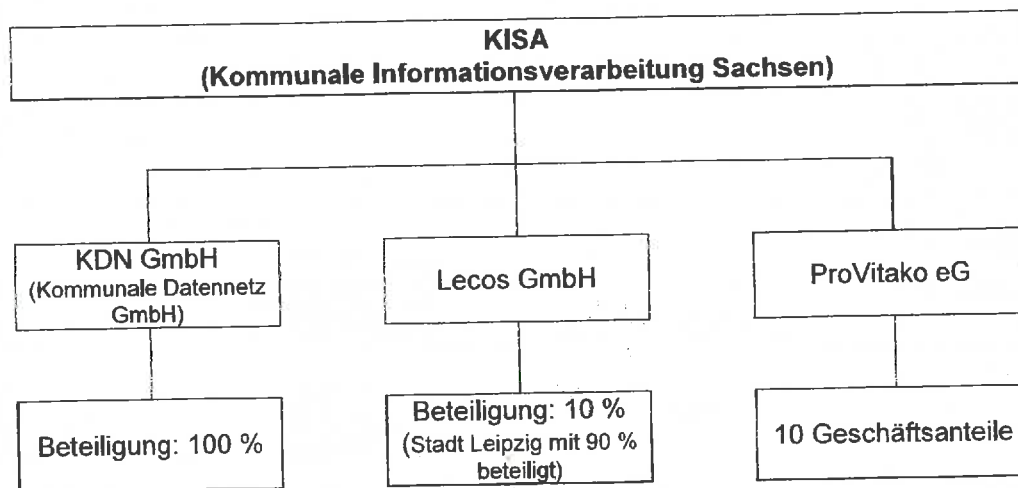 KISA
(Kommunale Informationsverarbeitung Sachsen)
KDN GmbH
(Kommunale Datennetz
GmbH)
Lecos GmbH
ProVitako eG
Beteiligung: 100 %
Beteiligung: 10 %
(Stadt Leipzig mit 90 %
beteiligt)
10 Geschäftsanteile